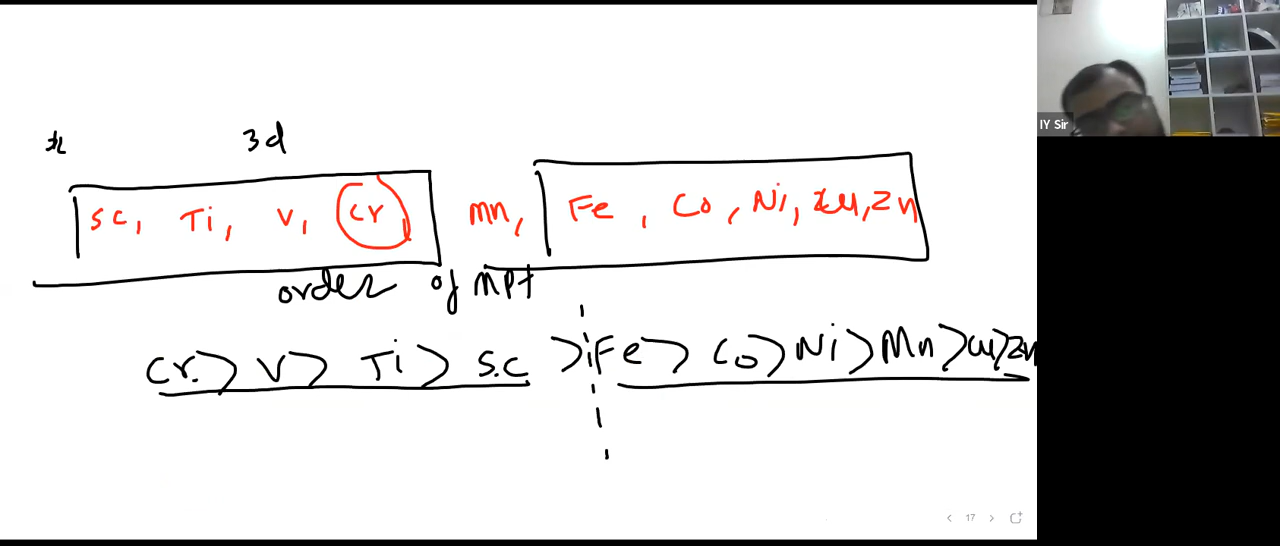 3d
Sc, Ti, V, Cr, Mn, Fe, Co, Ni, Cu, Zn
order of mpt
Cr. > V > Ti > S.C > Fe > Co > Ni > Mn > Cu > Zn
IY Sir
17